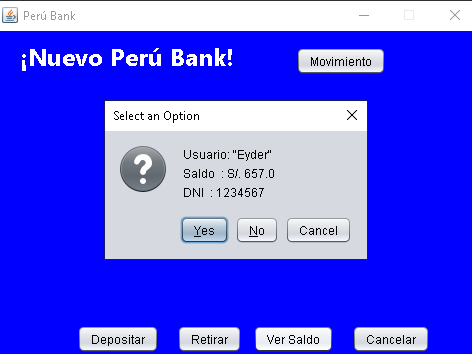 Perú Bank
¡Nuevo Perú Bank!
Movimiento
Select an Option
?
Usuario: "Eyder"
Saldo : S/. 657.0
DNI : 1234567
Yes
No
Cancel
Depositar
Retirar
Ver Saldo
Cancelar